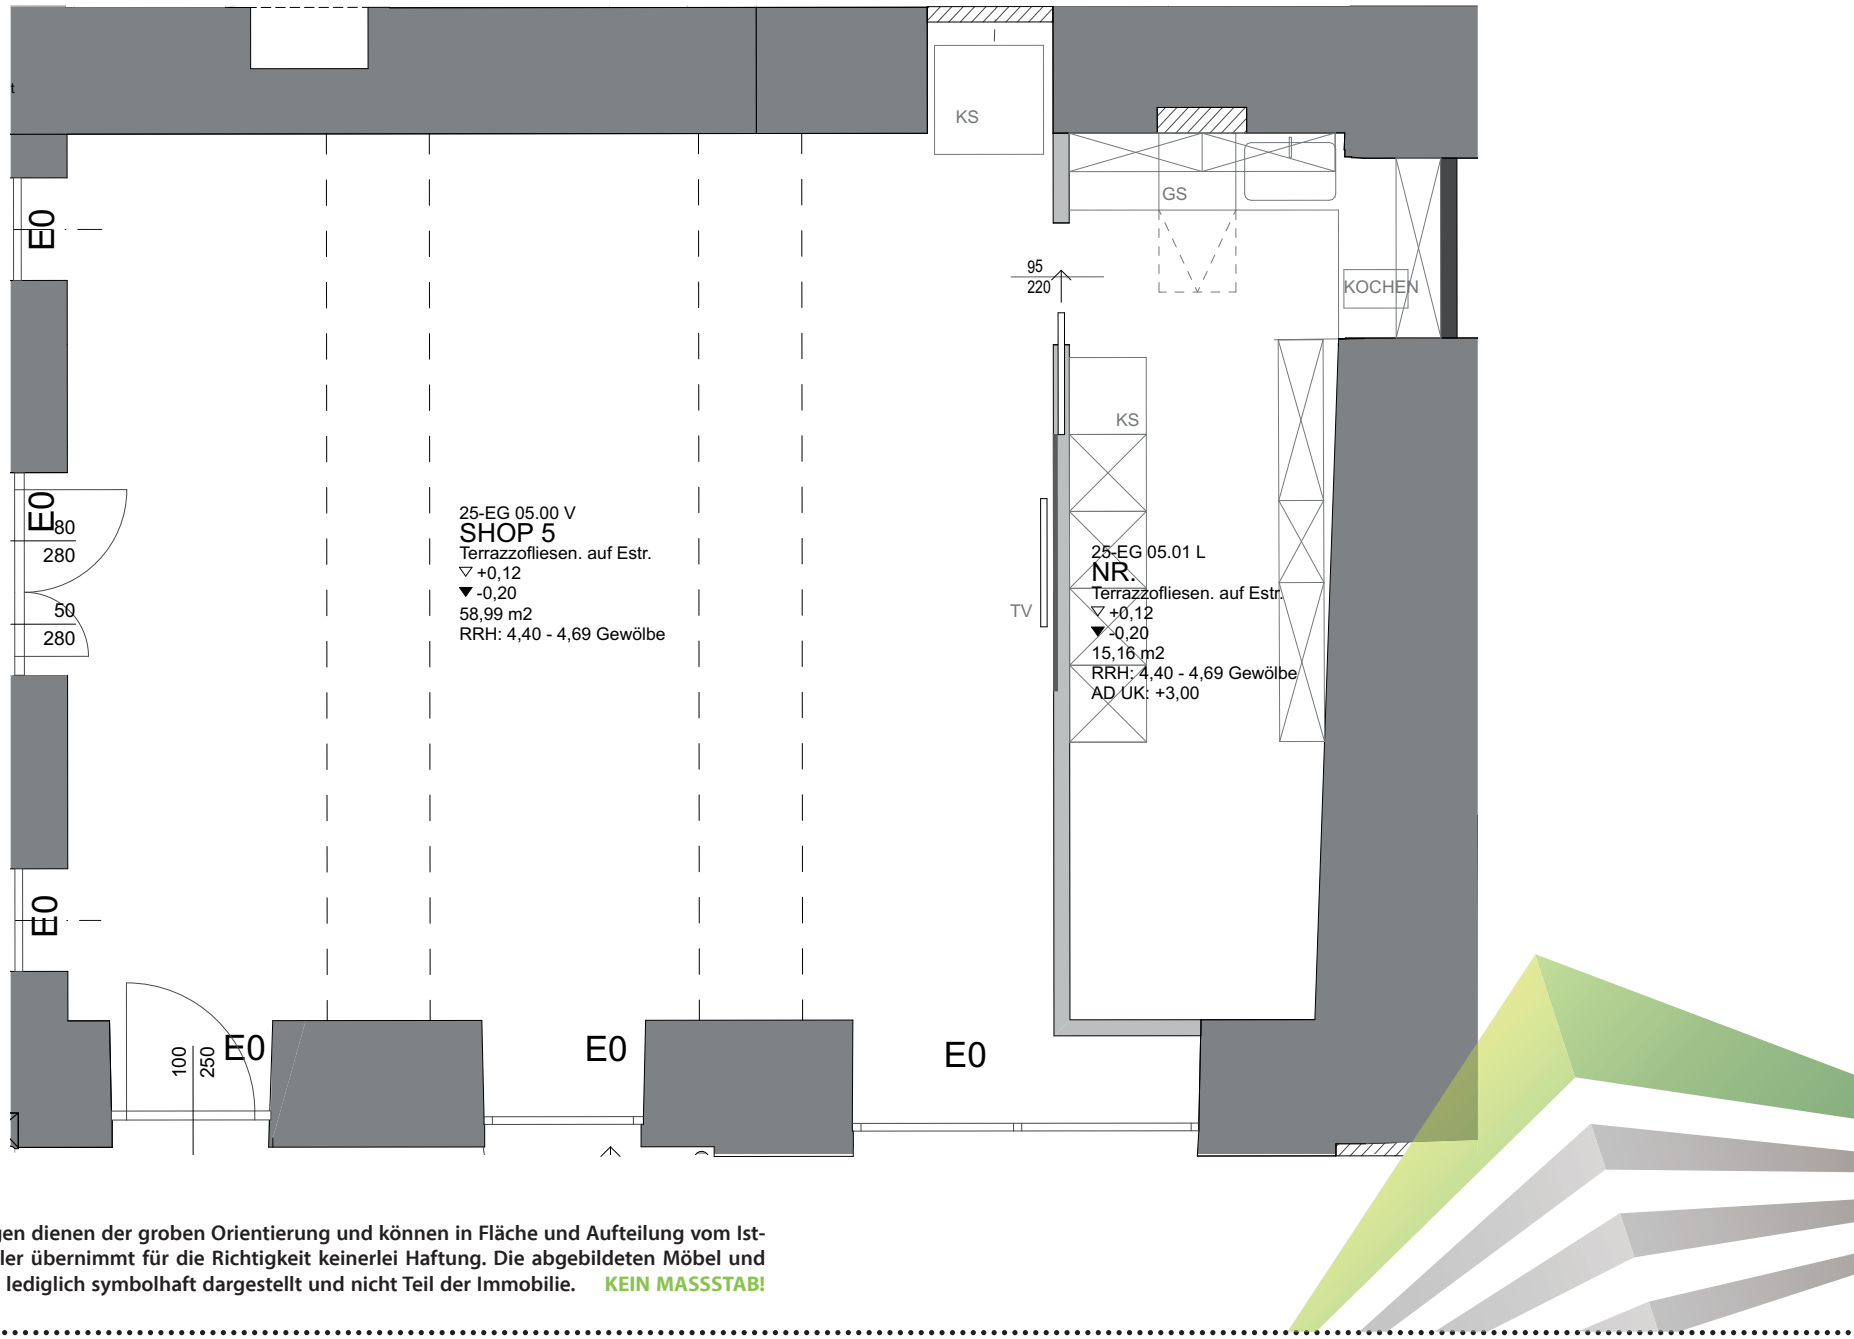 t
KS
GS
E0
95
220
KOCHEN
KS
E0
80
280
50
280
25-EG 05.00 V
SHOP 5
Terrazzofliesen. auf Estr.
+0,12
-0,20
58,99 m2
RRH: 4,40 - 4,69 Gewölbe
TV
25-EG 05.01 L
NR.
Terrazzofliesen. auf Estr.
+0,12
-0,20
15,16 m2
RRH: 4,40 - 4,69 Gewölbe
AD UK: +3,00
E0
100
250
E0
E0
E0
gen dienen der groben Orientierung und können in Fläche und Aufteilung vom Ist-
ler übernimmt für die Richtigkeit keinerlei Haftung. Die abgebildeten Möbel und
lediglich symbolhaft dargestellt und nicht Teil der Immobilie. KEIN MASSSTAB!